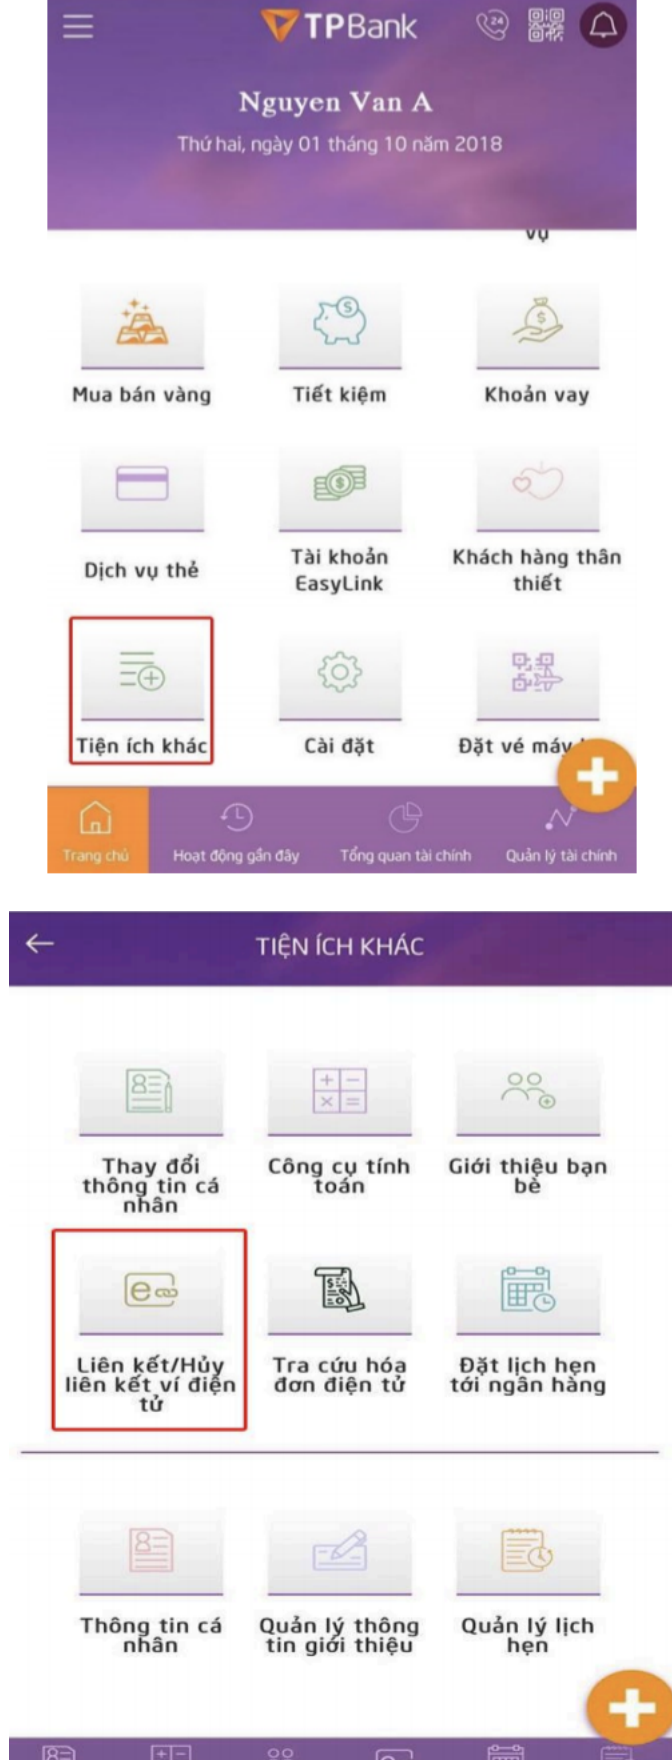 TPBank
24
Nguyen Van A
Thứ hai, ngày 01 tháng 10 năm 2018
vụ
Mua bán vàng
Tiết kiệm
Khoản vay
Dịch vụ thẻ
Tài khoản
EasyLink
Khách hàng thân
thiết
Tiện ích khác
Cài đặt
Đặt vé máy
Trang chủ
Hoạt động gần đây
Tổng quan tài chính
Quản lý tài chính
TIỆN ÍCH KHÁC
Thay đổi
thông tin cá
nhân
Công cụ tính
toán
Giới thiệu bạn
bè
Liên kết/Hủy
liên kết ví điện
tử
Tra cứu hóa
đơn điện tử
Đặt lịch hẹn
tới ngân hàng
Thông tin cá
nhân
Quản lý thông
tin giới thiệu
Quản lý lịch
hẹn